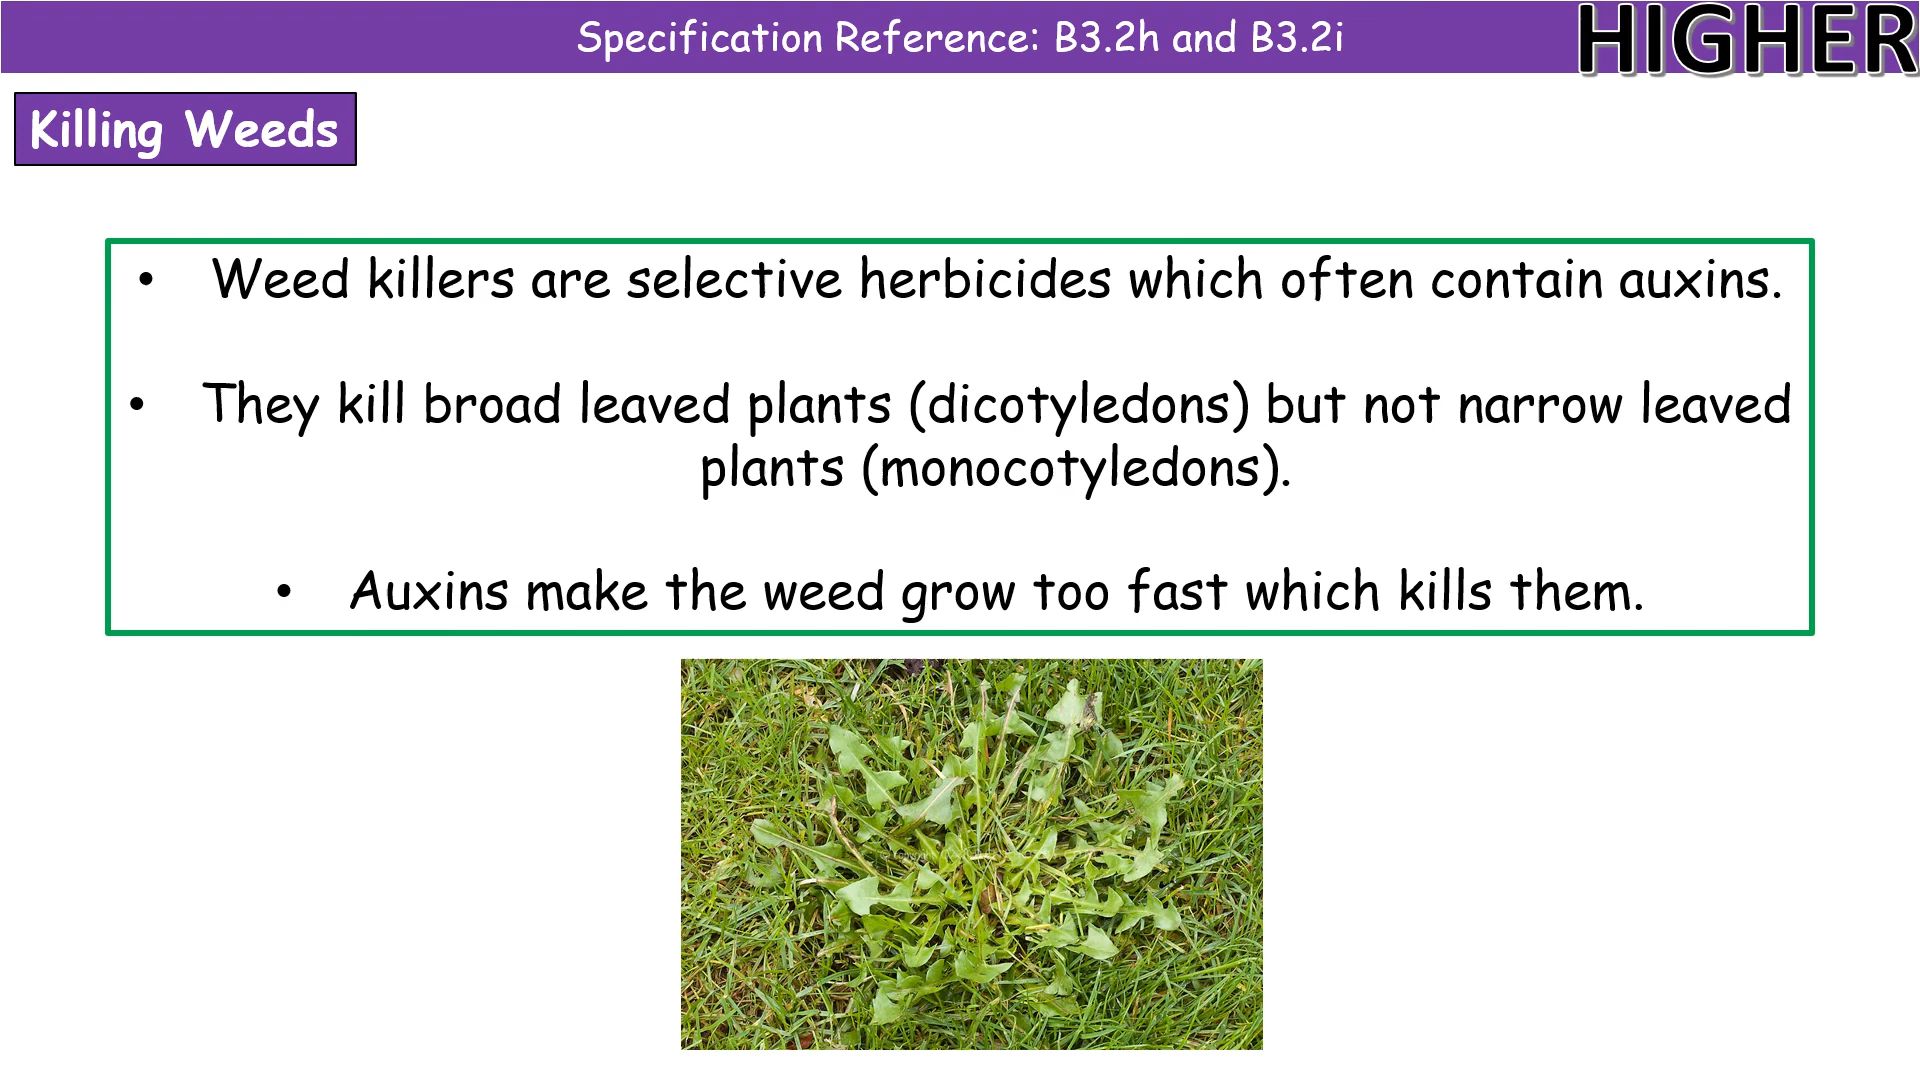 Specification Reference: B3.2h and B3.2i
HIGHER
Killing Weeds
• Weed killers are selective herbicides which often contain auxins.
• They kill broad leaved plants (dicotyledons) but not narrow leaved
plants (monocotyledons).
• Auxins make the weed grow too fast which kills them.